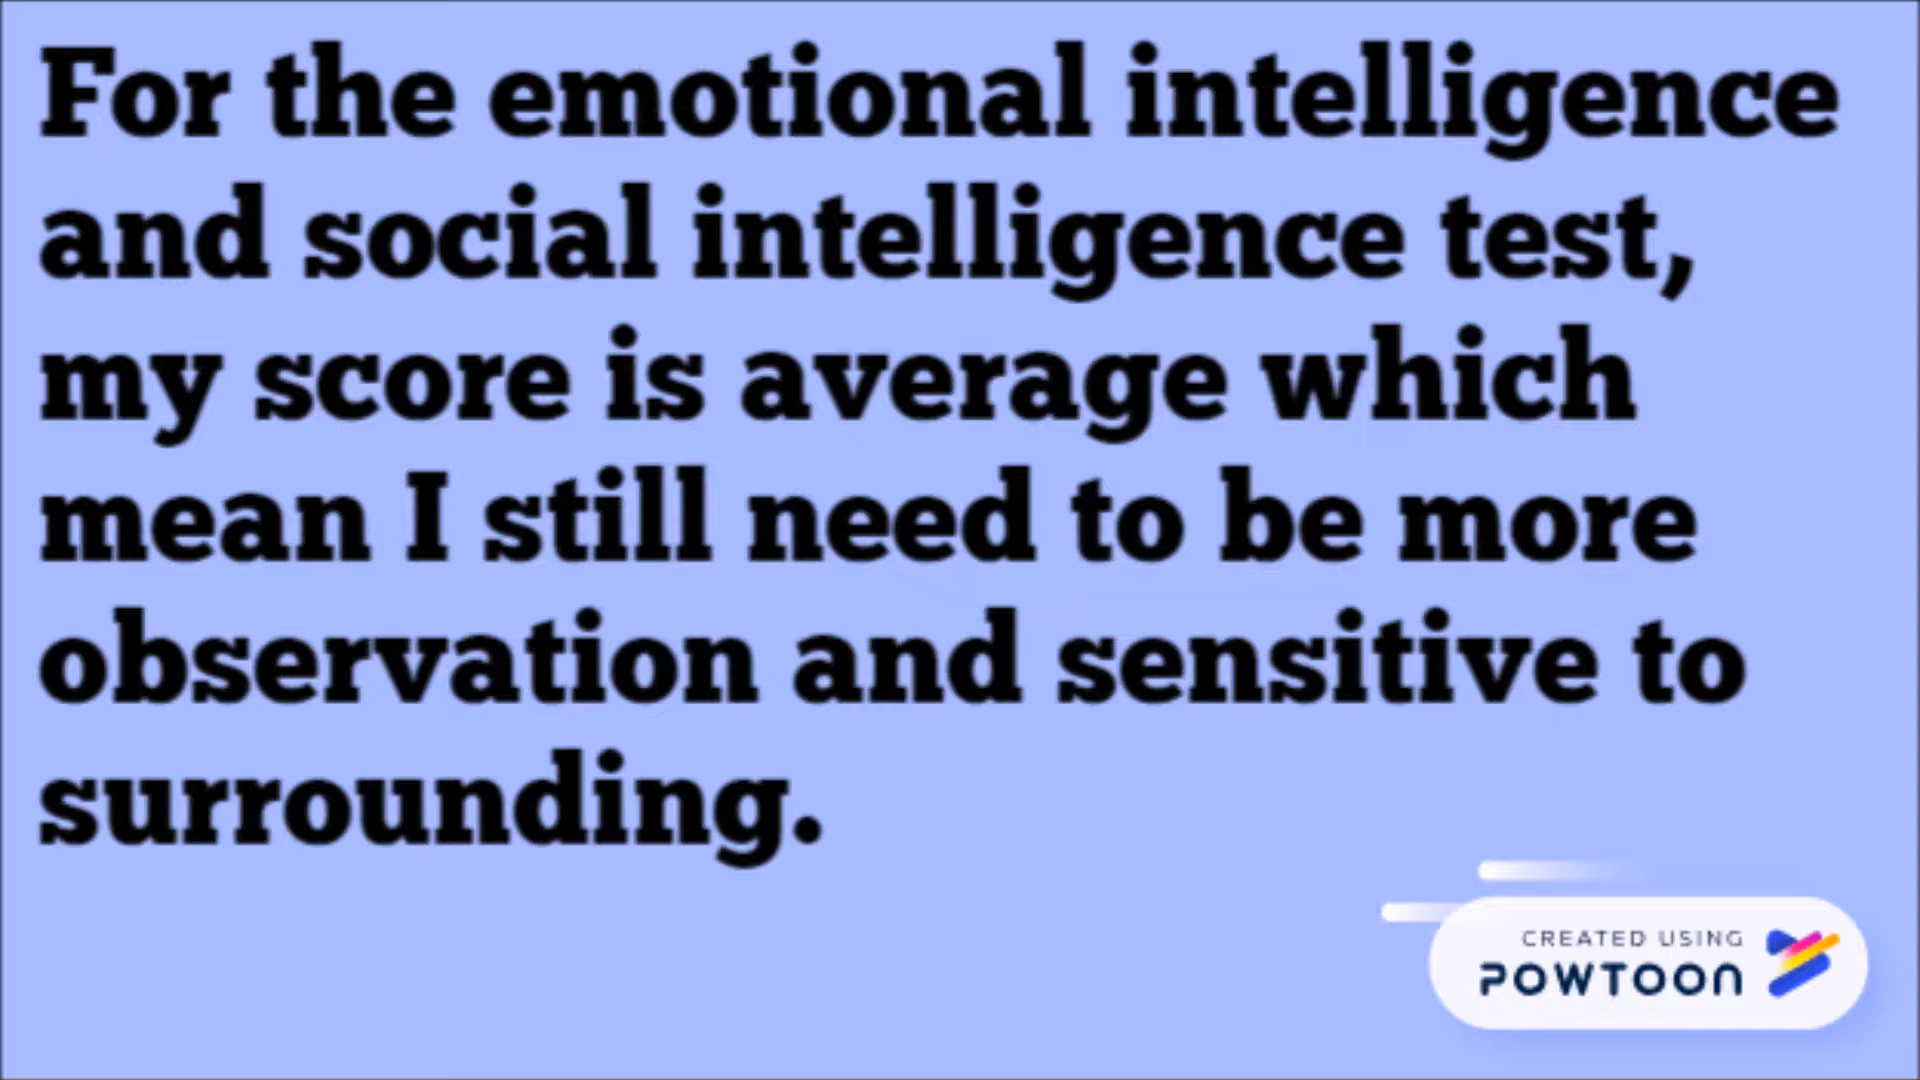 For the emotional intelligence
and social intelligence test,
my score is average which
mean I still need to be more
observation and sensitive to
surrounding.
CREATED USING
POWTOON